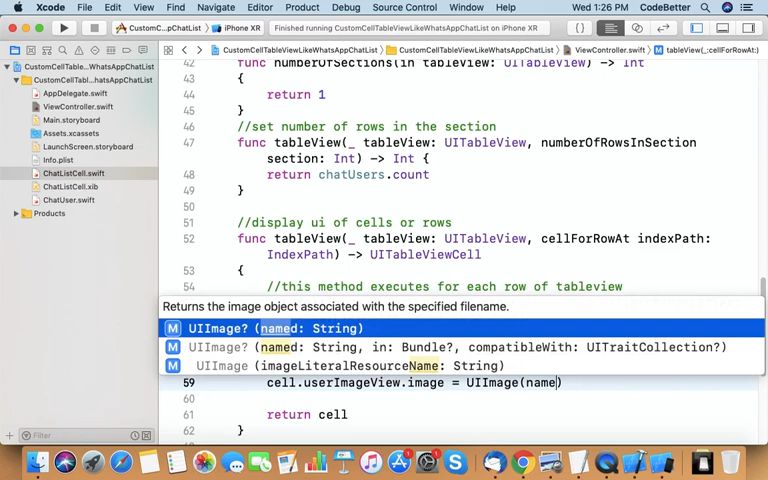 Xcode File Edit View Find Navigate Editor Product Debug Source Control Window Help Wed 1:26 PM CodeBetter
CustomC...pChatList iPhone XR Finished running CustomCellTableViewLikeWhatsAppChatList on iPhone XR
CustomCellTableViewLikeWhatsAppChatList CustomCellTableViewLikeWhatsAppChatList ViewController.swift tableView(_:cellForRowAt:)
CustomCellTableViewLikeWhatsA
CustomCellTabl...hatsAppChatList
AppDelegate.swift
ViewController.swift
Main.storyboard
Assets.xcassets
LaunchScreen.storyboard
Info.plist
ChatListCell.swift
ChatListCell.xib
ChatUser.swift
Products
Filter
42 func numberOfSections(in tableView: UITableView) -> Int
43 {
44 return 1
45 }
46 //set number of rows in the section
47 func tableView(_ tableView: UITableView, numberOfRowsInSection
section: Int) -> Int {
48 return chatUsers.count
49 }
50
51 //display ui of cells or rows
52 func tableView(_ tableView: UITableView, cellForRowAt indexPath:
IndexPath) -> UITableViewCell
53 {
54 //this method executes for each row of tableview
Returns the image object associated with the specified filename.
M UIImage? (named: String)
M UIImage? (named: String, in: Bundle?, compatibleWith: UITraitCollection?)
M UIImage (imageLiteralResourceName: String)
59 cell.userImageView.image = UIImage(name)
60
61 return cell
62 }